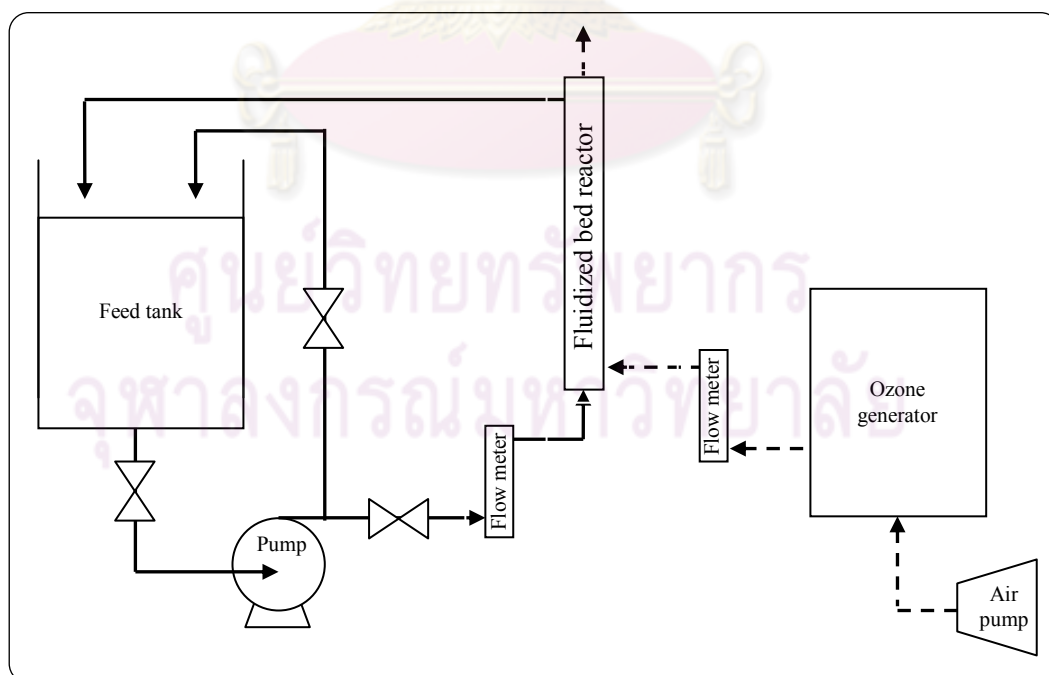 Fluidized bed reactor
ศูนย์วิทยทรัพยากร
Feed tank
จุฬาลงกรณ์มหาวิทยาลัย
Flow meter
Ozone
generator
Flow meter
Pump
Air
pump